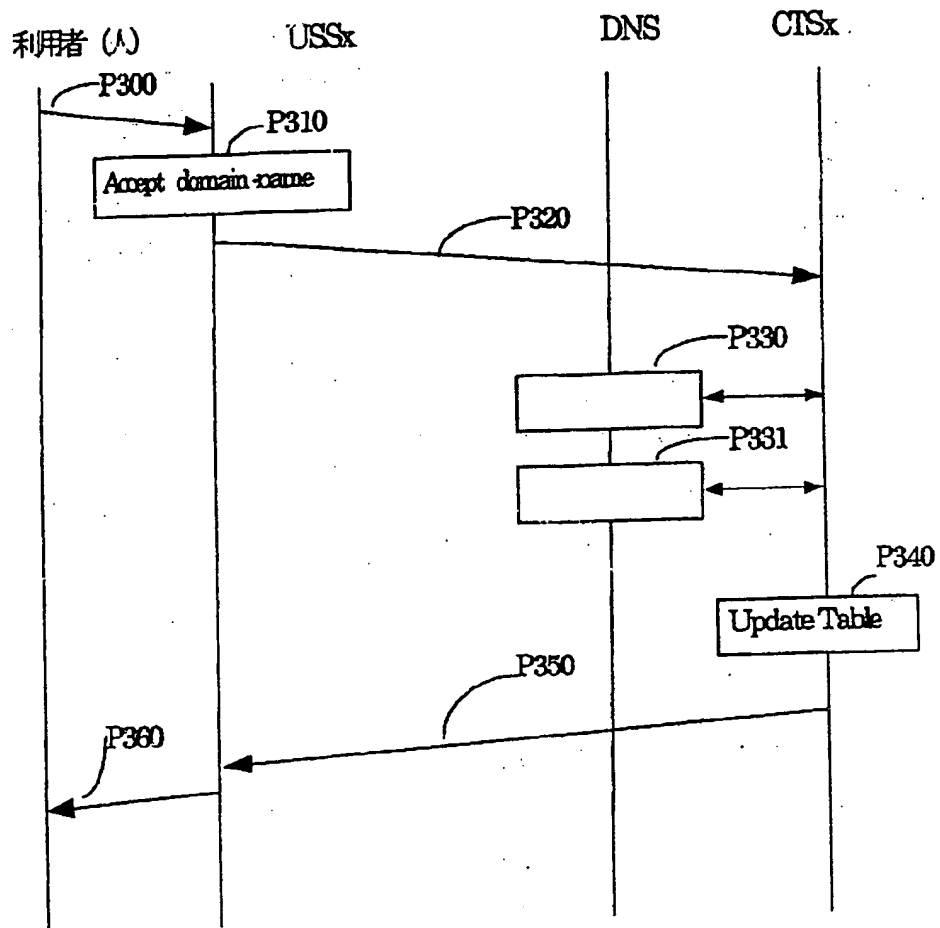 利用者 (人) USSx DNS CTSx
P300
P310
Accept domain-name
P320
P330
P331
P340
Update Table
P350
P360